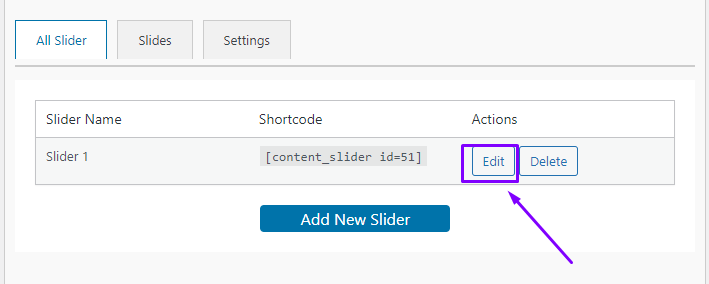 All Slider Slides Settings
Slider Name Shortcode Actions
Slider 1 [content_slider id=51] Edit Delete
Add New Slider